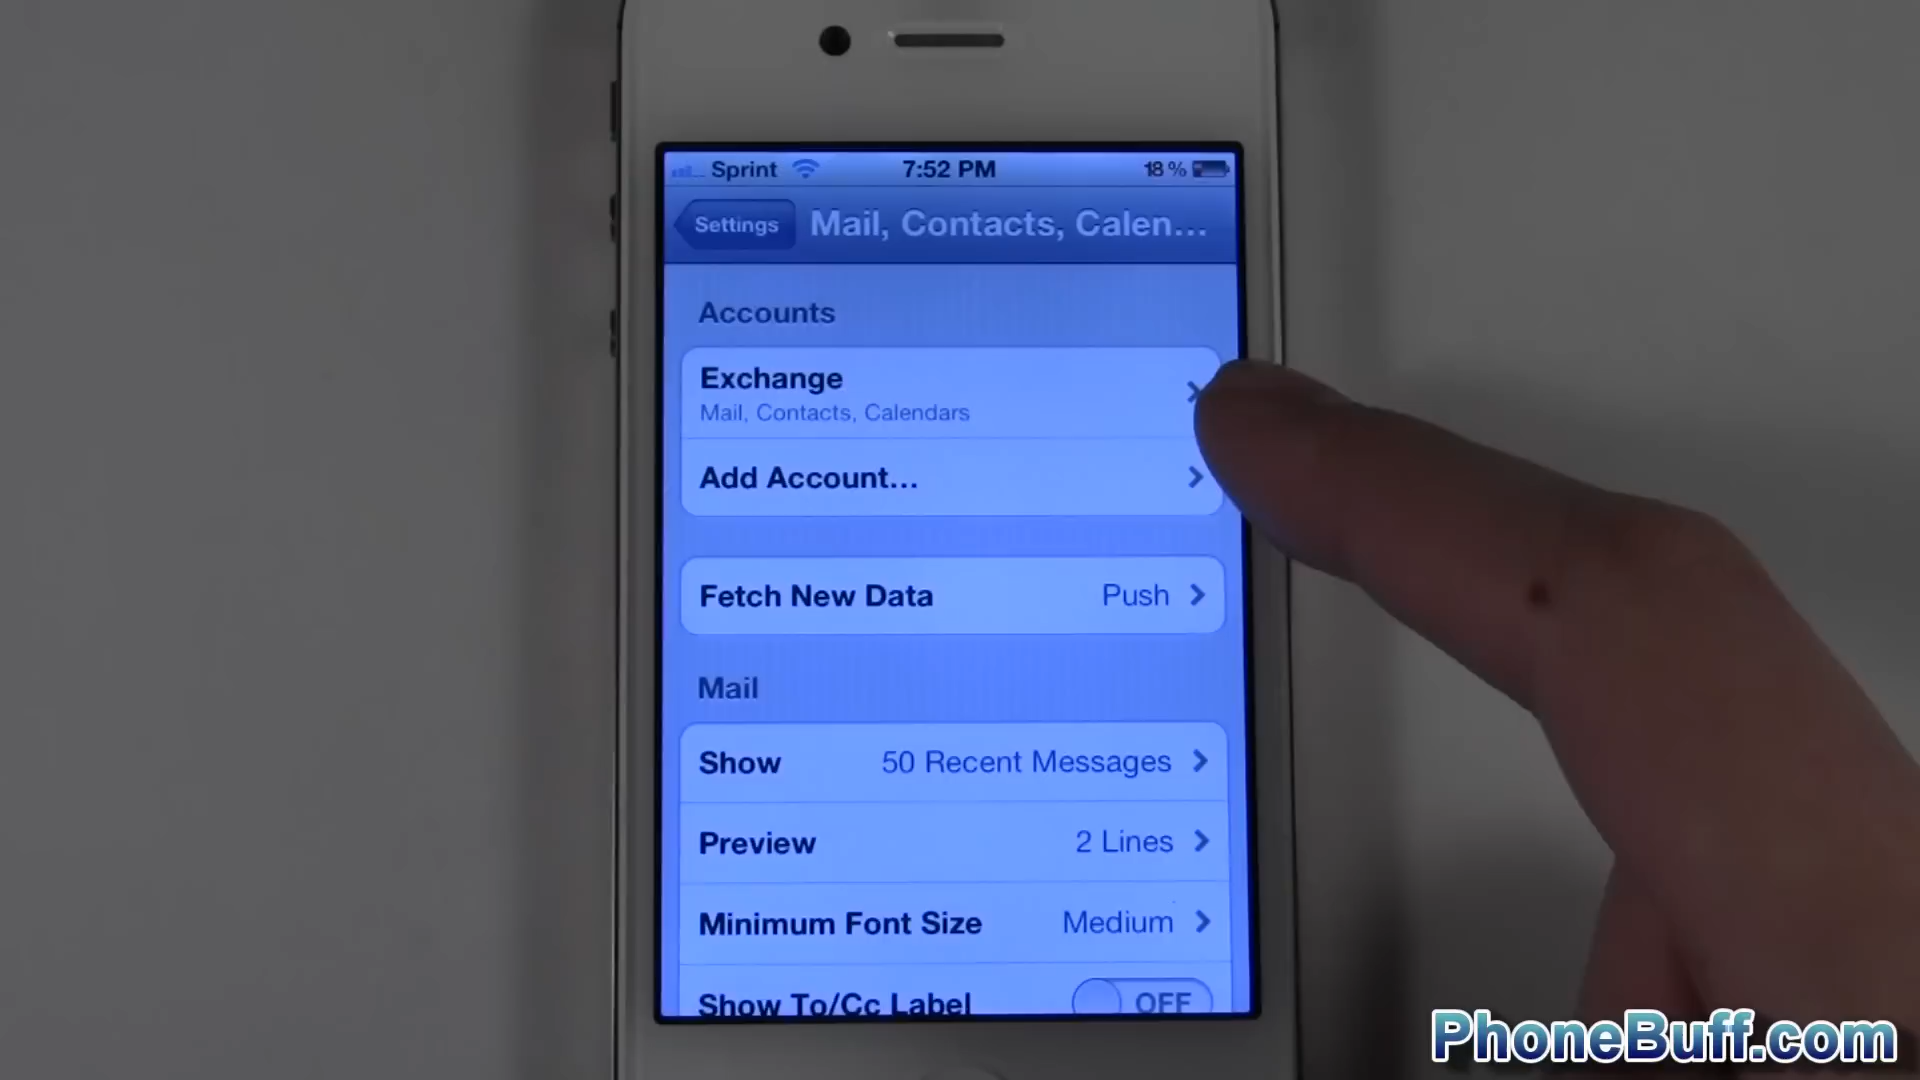 Sprint 7:52 PM 18 %
Settings Mail, Contacts, Calen...
Accounts
Exchange
Mail, Contacts, Calendars
Add Account...
Fetch New Data Push
Mail
Show 50 Recent Messages
Preview 2 Lines
Minimum Font Size Medium
Show To/Cc Label OFF
PhoneBuff.com